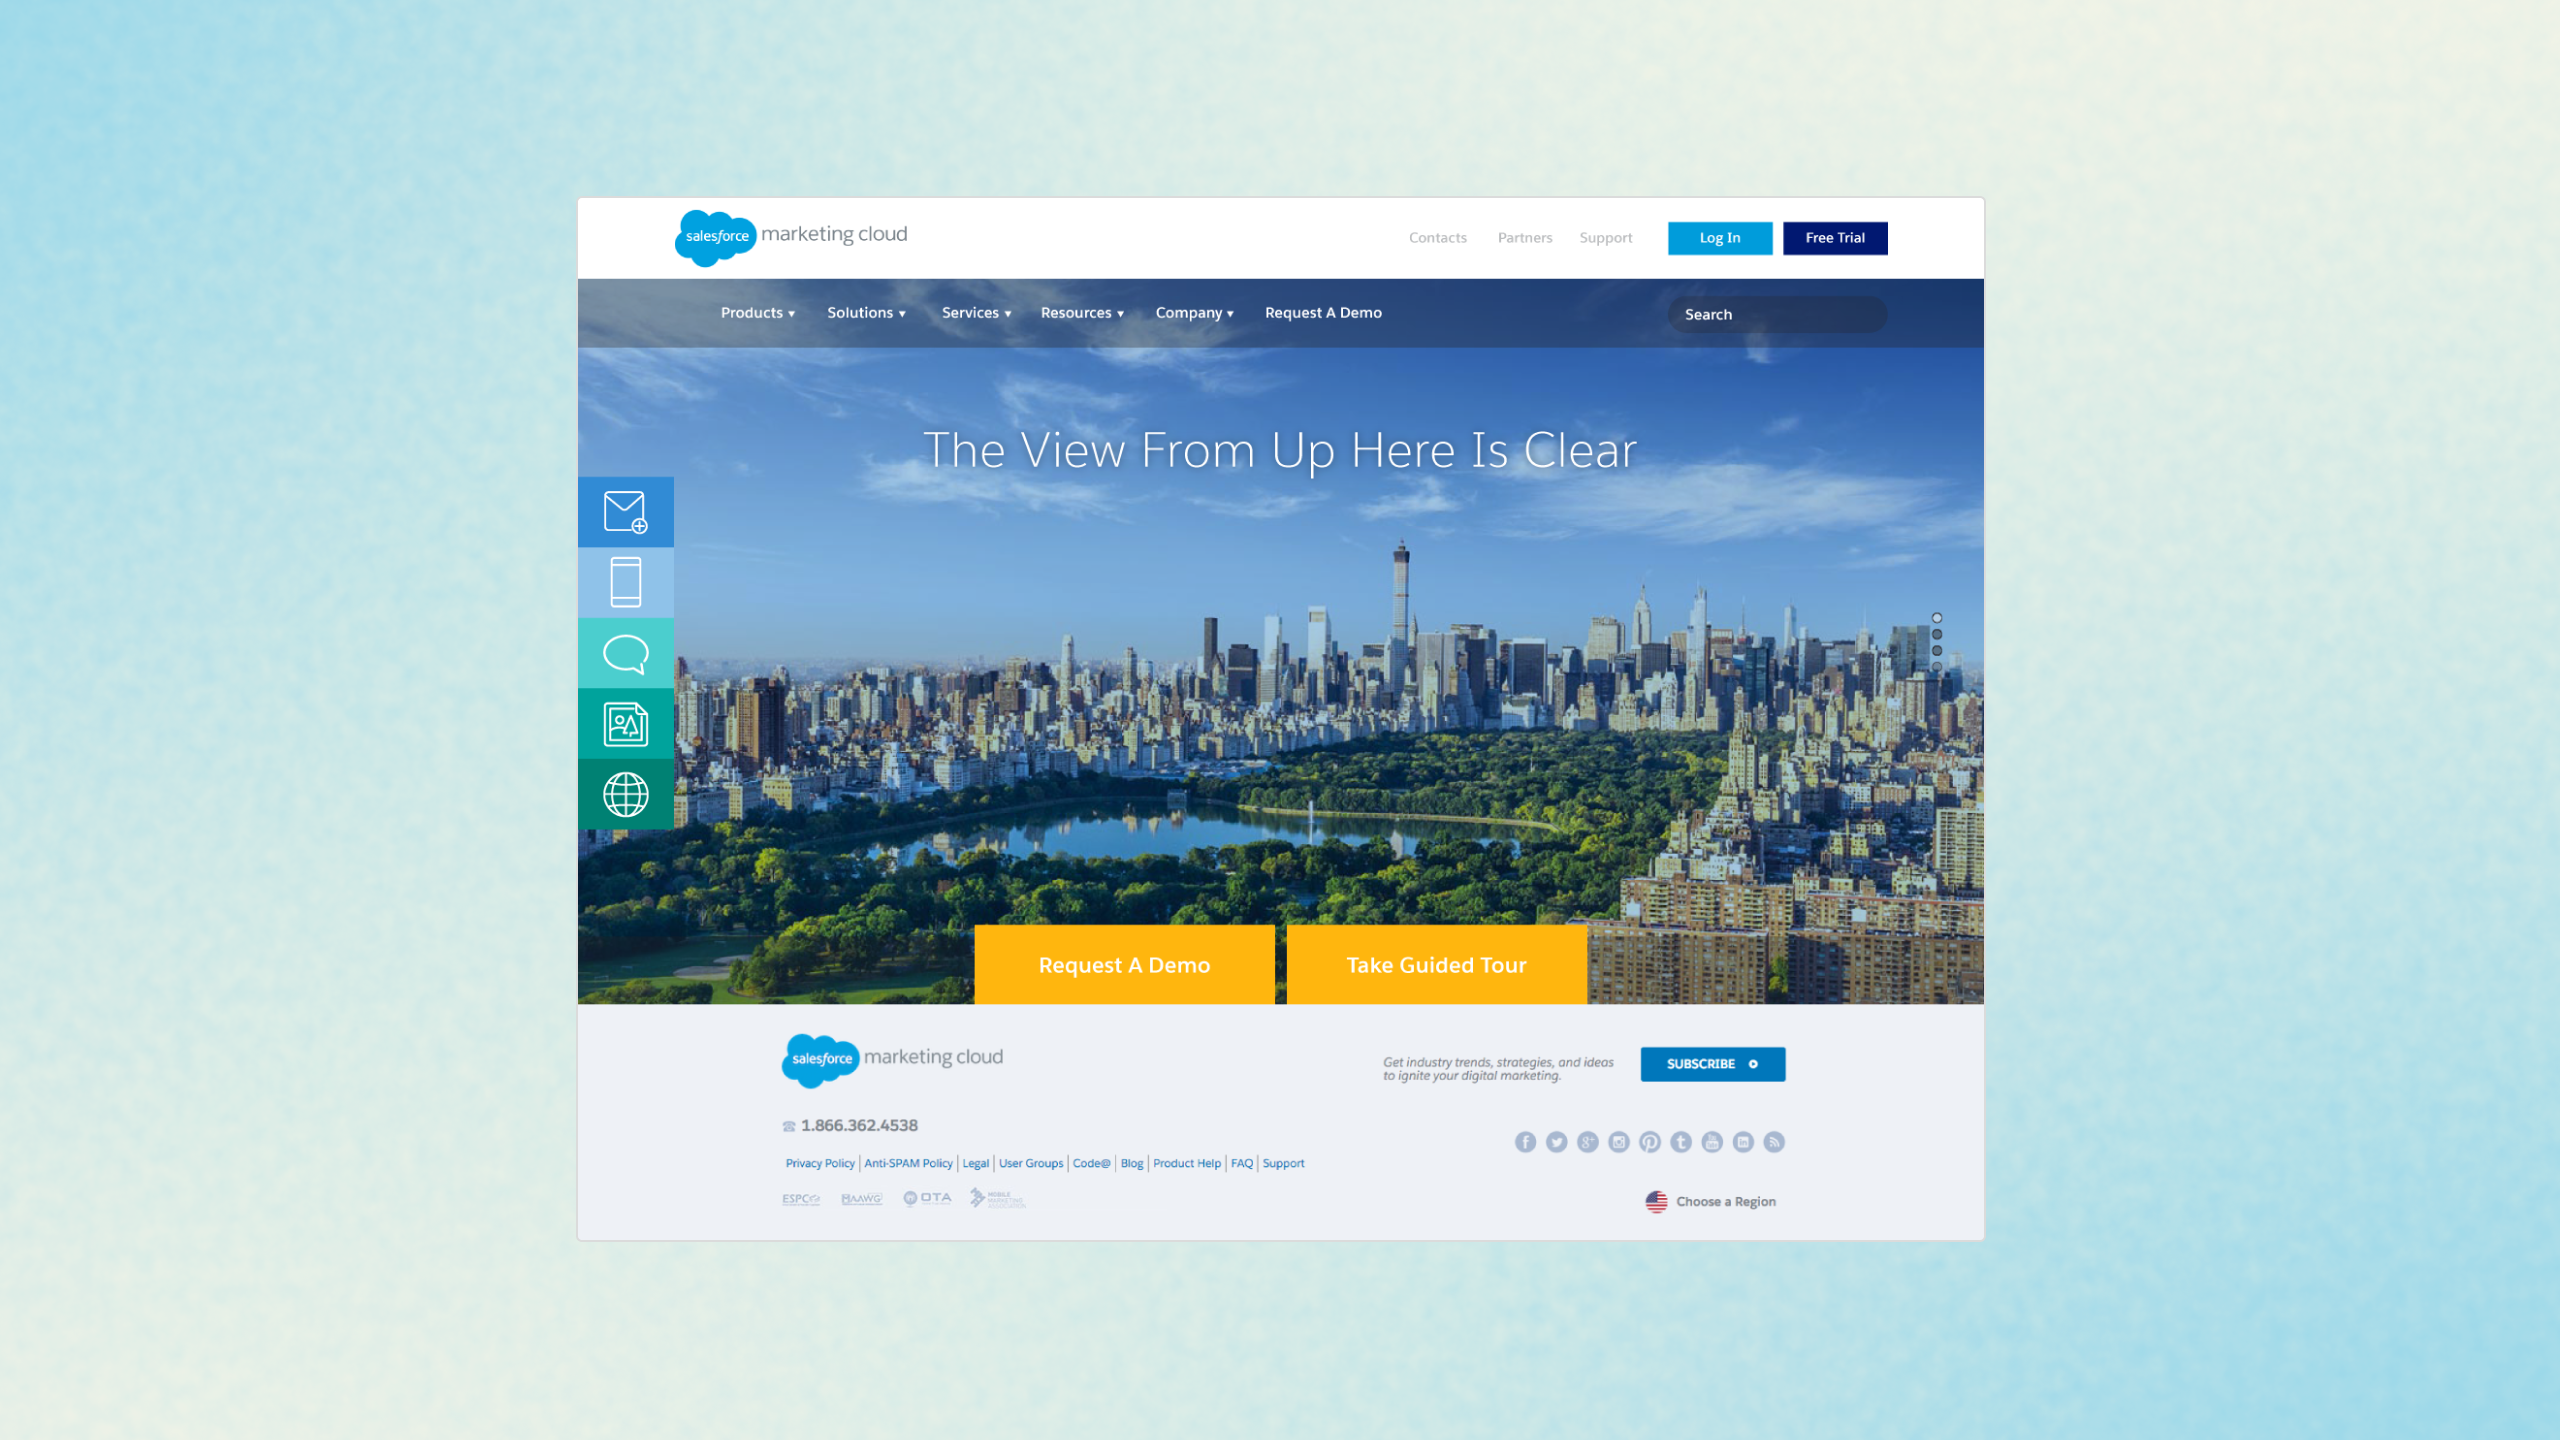 salesforce marketing cloud
Contacts Partners Support Log In Free Trial
Products Solutions Services Resources Company Request A Demo Search
The View From Up Here Is Clear
Request A Demo Take Guided Tour
salesforce marketing cloud
Get industry trends, strategies, and ideas
to ignite your digital marketing.
SUBSCRIBE
1.866.362.4538
Privacy Policy | Anti-SPAM Policy | Legal | User Groups | Code@ | Blog | Product Help | FAQ | Support
ESPC MAAWG OTA MOBILE MARKETING ASSOCIATION
Choose a Region